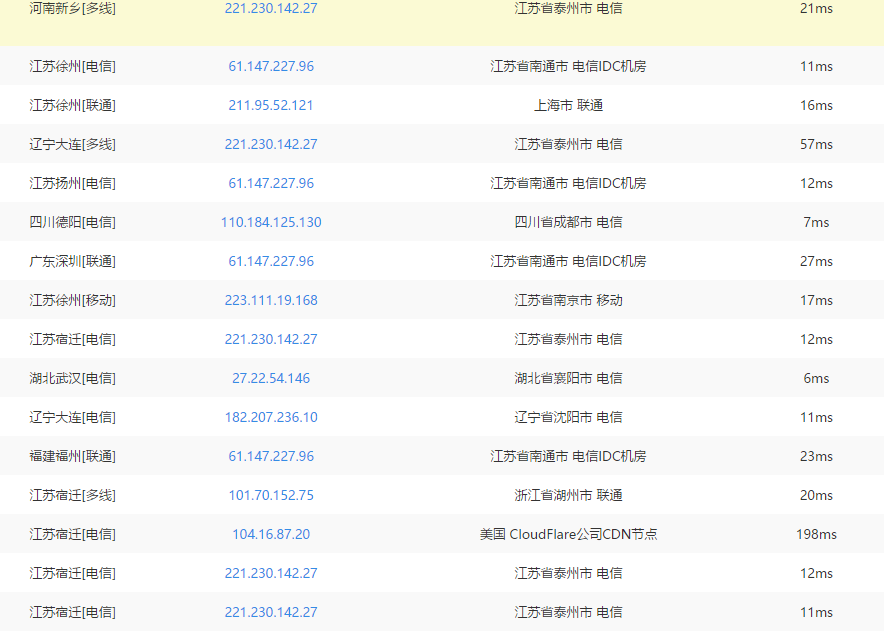 河南新乡[多线] 221.230.142.27 江苏省泰州市 电信 21ms
江苏徐州[电信] 61.147.227.96 江苏省南通市 电信IDC机房 11ms
江苏徐州[联通] 211.95.52.121 上海市 联通 16ms
辽宁大连[多线] 221.230.142.27 江苏省泰州市 电信 57ms
江苏扬州[电信] 61.147.227.96 江苏省南通市 电信IDC机房 12ms
四川德阳[电信] 110.184.125.130 四川省成都市 电信 7ms
广东深圳[联通] 61.147.227.96 江苏省南通市 电信IDC机房 27ms
江苏徐州[移动] 223.111.19.168 江苏省南京市 移动 17ms
江苏宿迁[电信] 221.230.142.27 江苏省泰州市 电信 12ms
湖北武汉[电信] 27.22.54.146 湖北省襄阳市 电信 6ms
辽宁大连[电信] 182.207.236.10 辽宁省沈阳市 电信 11ms
福建福州[联通] 61.147.227.96 江苏省南通市 电信IDC机房 23ms
江苏宿迁[多线] 101.70.152.75 浙江省湖州市 联通 20ms
江苏宿迁[电信] 104.16.87.20 美国 CloudFlare公司CDN节点 198ms
江苏宿迁[电信] 221.230.142.27 江苏省泰州市 电信 12ms
江苏宿迁[电信] 221.230.142.27 江苏省泰州市 电信 11ms